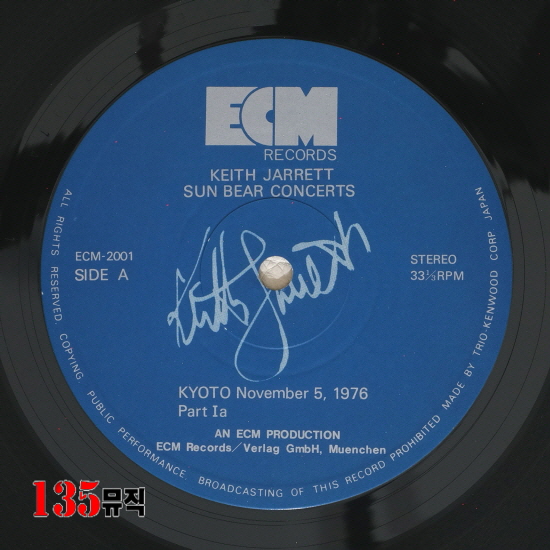 ECM
RECORDS
KEITH JARRETT
SUN BEAR CONCERTS
ECM-2001
SIDE A
STEREO
33⅓RPM
Keith Jarrett
KYOTO November 5, 1976
Part Ia
AN ECM PRODUCTION
ECM Records/Verlag GmbH, Muenchen
ALL RIGHTS RESERVED. COPYING. PUBLIC PERFORMANCE. BROADCASTING OF THIS RECORD PROHIBITED MADE BY TRIO-KENWOOD CORP. JAPAN
135뮤직